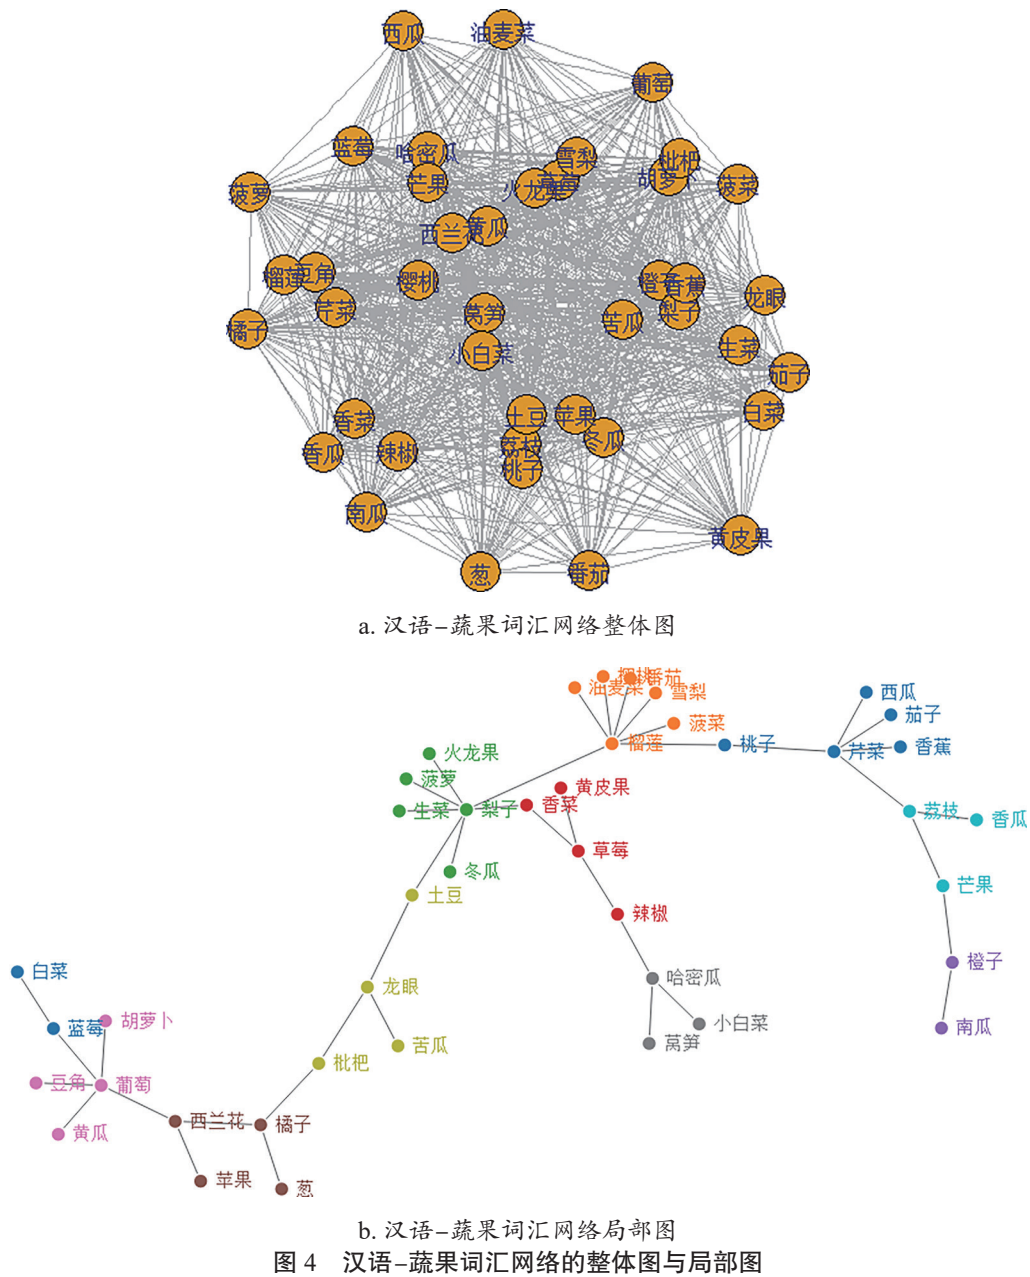 西瓜
油麦菜
葡萄
蓝莓
哈密瓜
雪梨
枇杷
芒果
火龙果
草莓
胡萝卜
菠菜
菠萝
西兰花
黄瓜
榴莲
豆角
樱桃
橙子
香蕉
龙眼
芹菜
莴笋
苦瓜
梨子
橘子
小白菜
生菜
茄子
香菜
土豆
苹果
白菜
香瓜
辣椒
荔枝
冬瓜
桃子
南瓜
黄皮果
葱
番茄
a. 汉语–蔬果词汇网络整体图
樱桃
番茄
油麦菜
雪梨
西瓜
菠菜
茄子
榴莲
桃子
芹菜
香蕉
火龙果
菠萝
黄皮果
生菜
梨子
香菜
荔枝
香瓜
草莓
冬瓜
芒果
土豆
辣椒
白菜
龙眼
哈密瓜
橙子
蓝莓
胡萝卜
小白菜
南瓜
苦瓜
莴笋
枇杷
豆角
葡萄
黄瓜
西兰花
橘子
苹果
葱
b. 汉语–蔬果词汇网络局部图
图 4 汉语–蔬果词汇网络的整体图与局部图